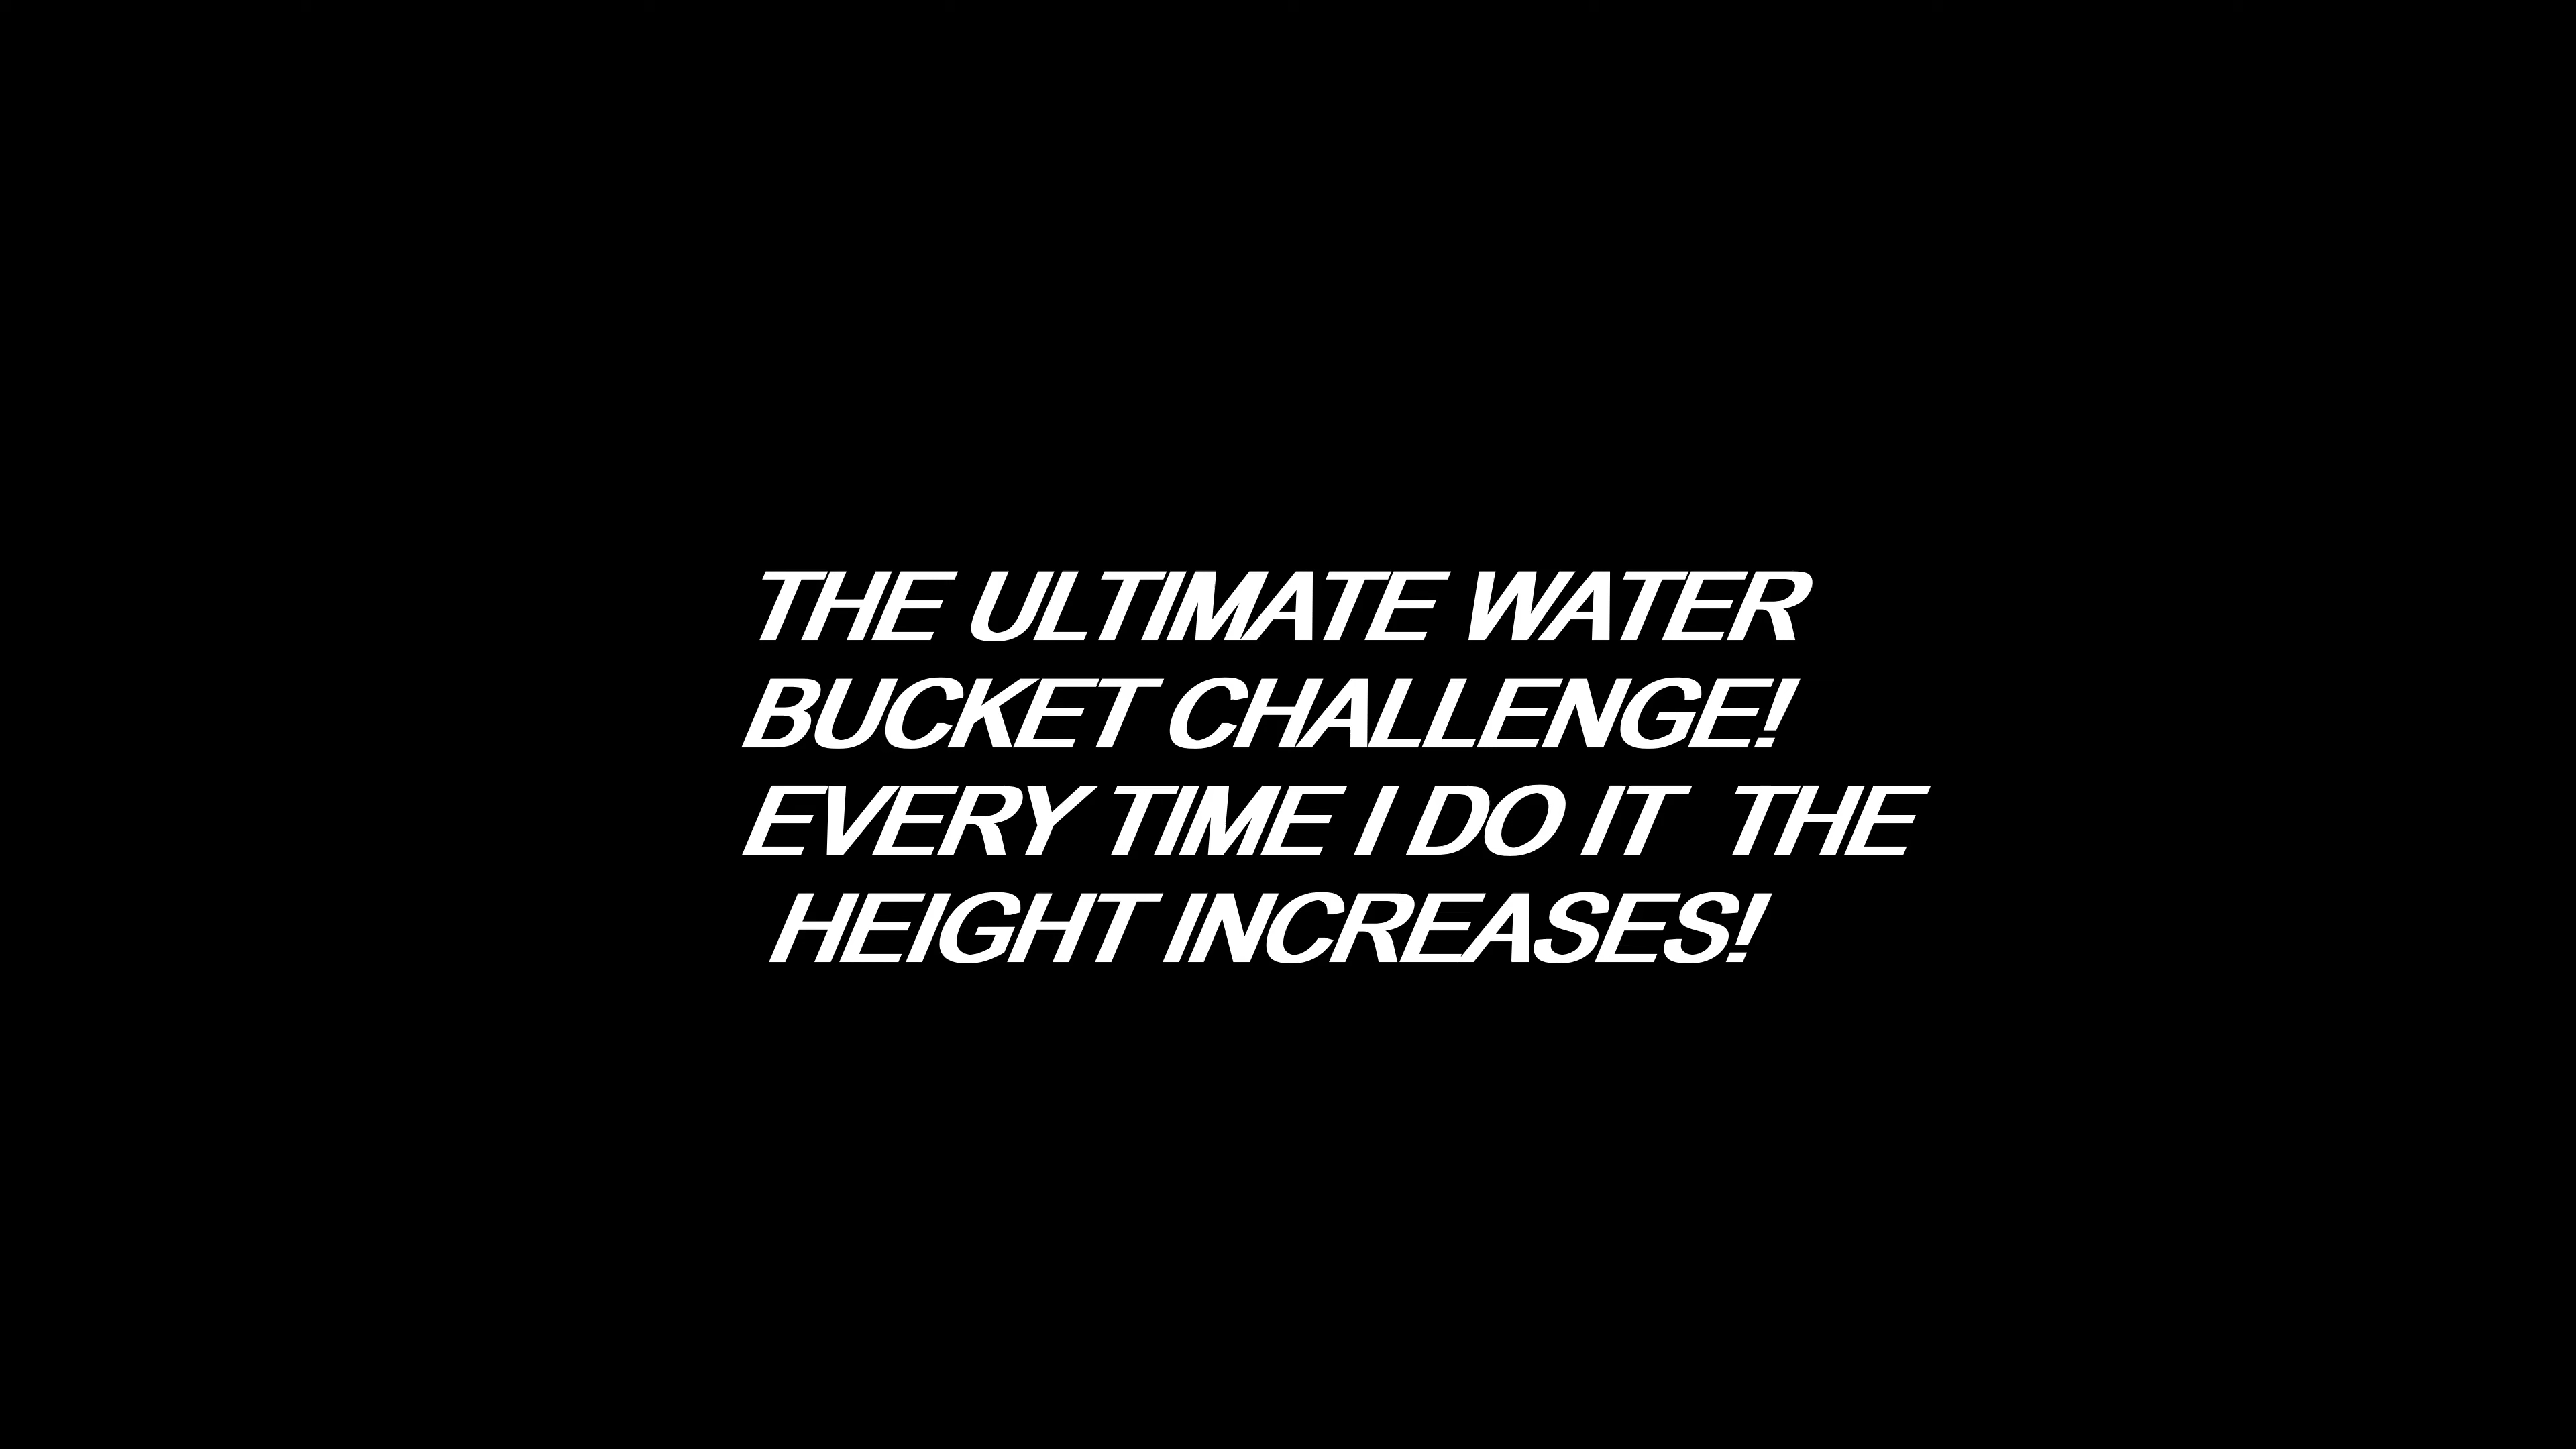 THE ULTIMATE WATER
BUCKET CHALLENGE!
EVERY TIME I DO IT  THE
HEIGHT INCREASES!